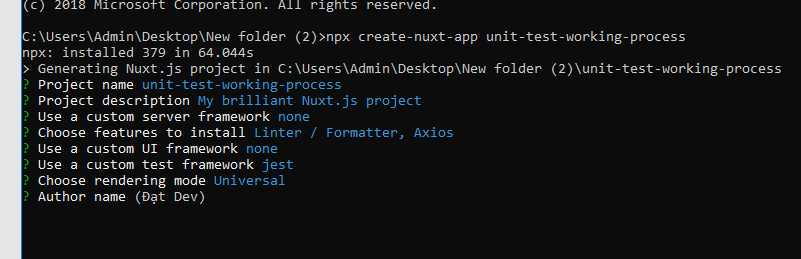 (c) 2018 Microsoft Corporation. All rights reserved.
C:\Users\Admin\Desktop\New folder (2)>npx create-nuxt-app unit-test-working-process
npx: installed 379 in 64.044s
> Generating Nuxt.js project in C:\Users\Admin\Desktop\New folder (2)\unit-test-working-process
? Project name unit-test-working-process
? Project description My brilliant Nuxt.js project
? Use a custom server framework none
? Choose features to install Linter / Formatter, Axios
? Use a custom UI framework none
? Use a custom test framework jest
? Choose rendering mode Universal
? Author name (Đạt Dev)